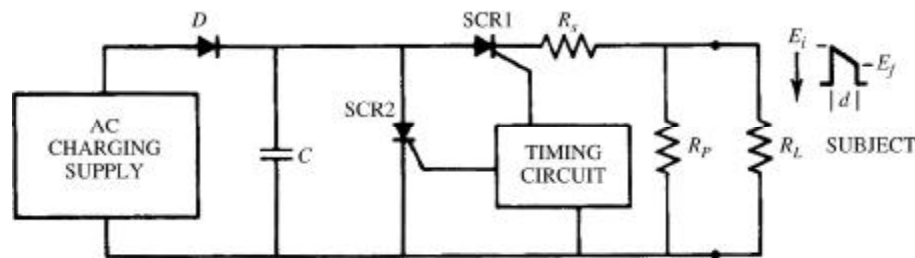 D
SCR1
R_s
E_i
E_f
d
AC
CHARGING
SUPPLY
C
SCR2
TIMING
CIRCUIT
R_P
R_L
SUBJECT